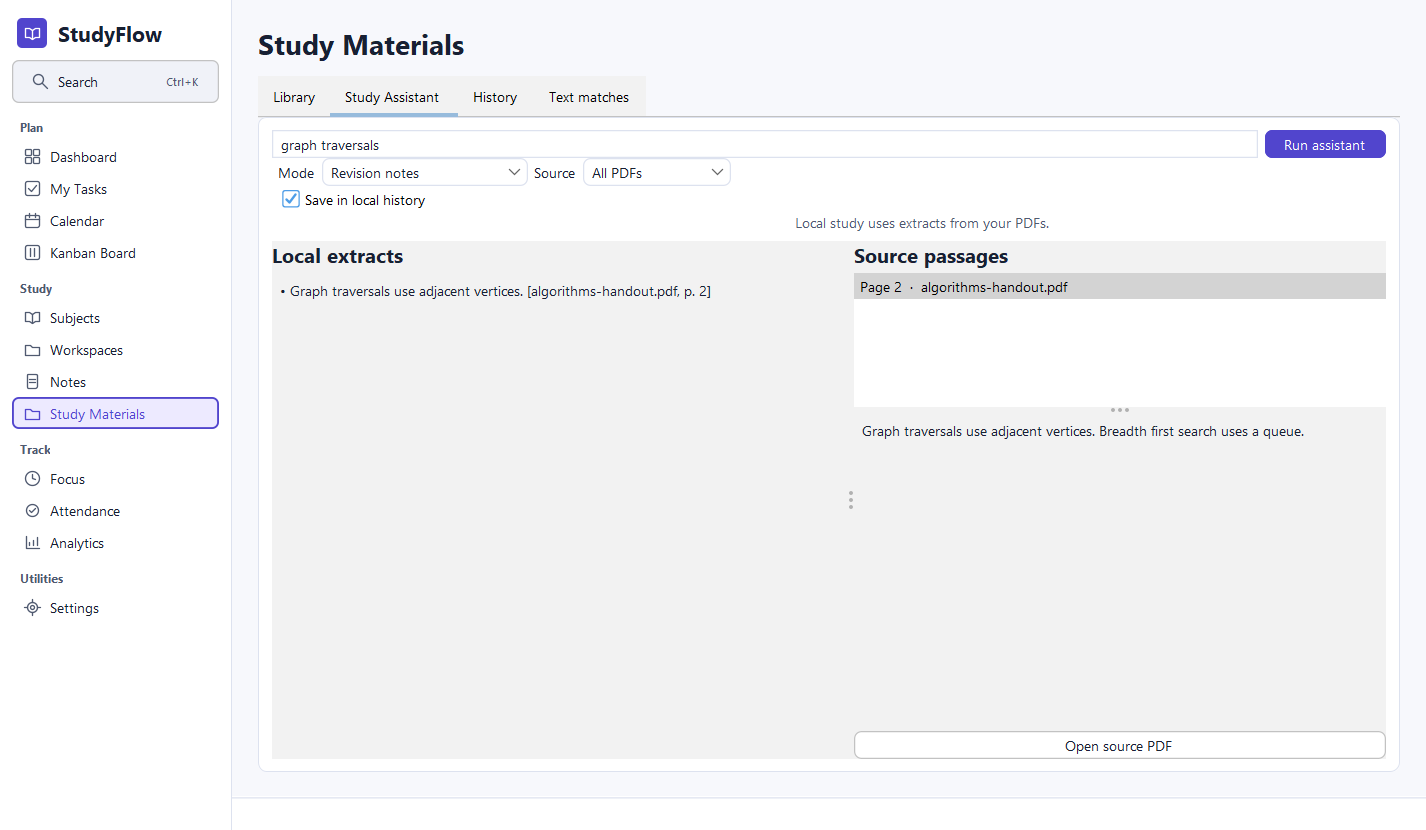 StudyFlow
Search Ctrl+K
Plan
Dashboard
My Tasks
Calendar
Kanban Board
Study
Subjects
Workspaces
Notes
Study Materials
Track
Focus
Attendance
Analytics
Utilities
Settings
Study Materials
Library Study Assistant History Text matches
graph traversals Run assistant
Mode Revision notes Source All PDFs
Save in local history
Local study uses extracts from your PDFs.
Local extracts
• Graph traversals use adjacent vertices. [algorithms-handout.pdf, p. 2]
Source passages
Page 2 · algorithms-handout.pdf
Graph traversals use adjacent vertices. Breadth first search uses a queue.
Open source PDF